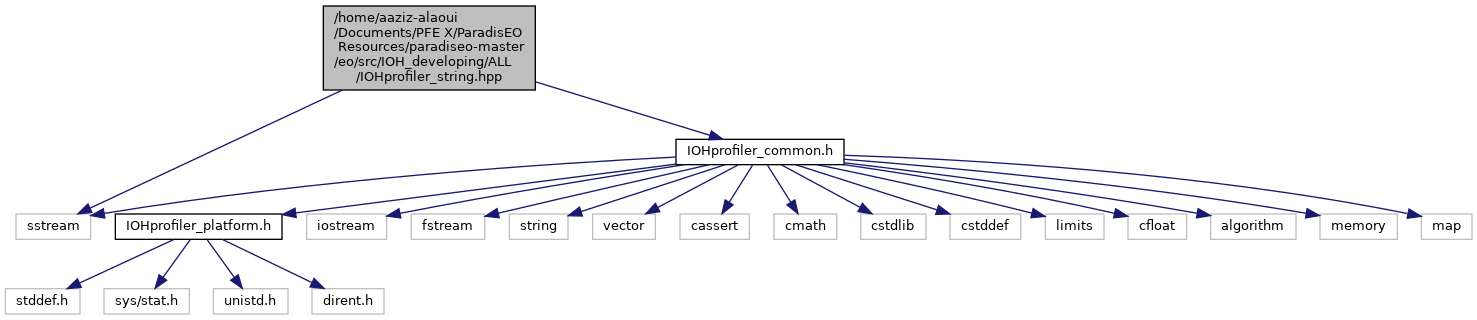 /home/aaziz-alaoui
/Documents/PFE X/ParadisEO
Resources/paradiseo-master
/eo/src/IOH_developing/ALL
/IOHprofiler_string.hpp
IOHprofiler_common.h
sstream
IOHprofiler_platform.h
iostream
fstream
string
vector
cassert
cmath
cstdlib
cstddef
limits
cfloat
algorithm
memory
map
stddef.h
sys/stat.h
unistd.h
dirent.h